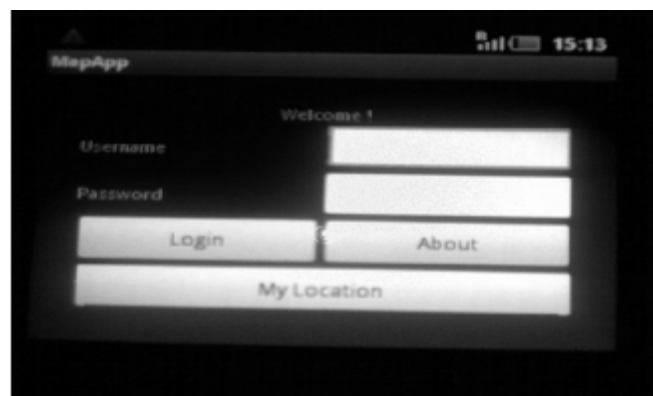 R 15:13
MapApp
Welcome !
Username
Password
Login About
My Location